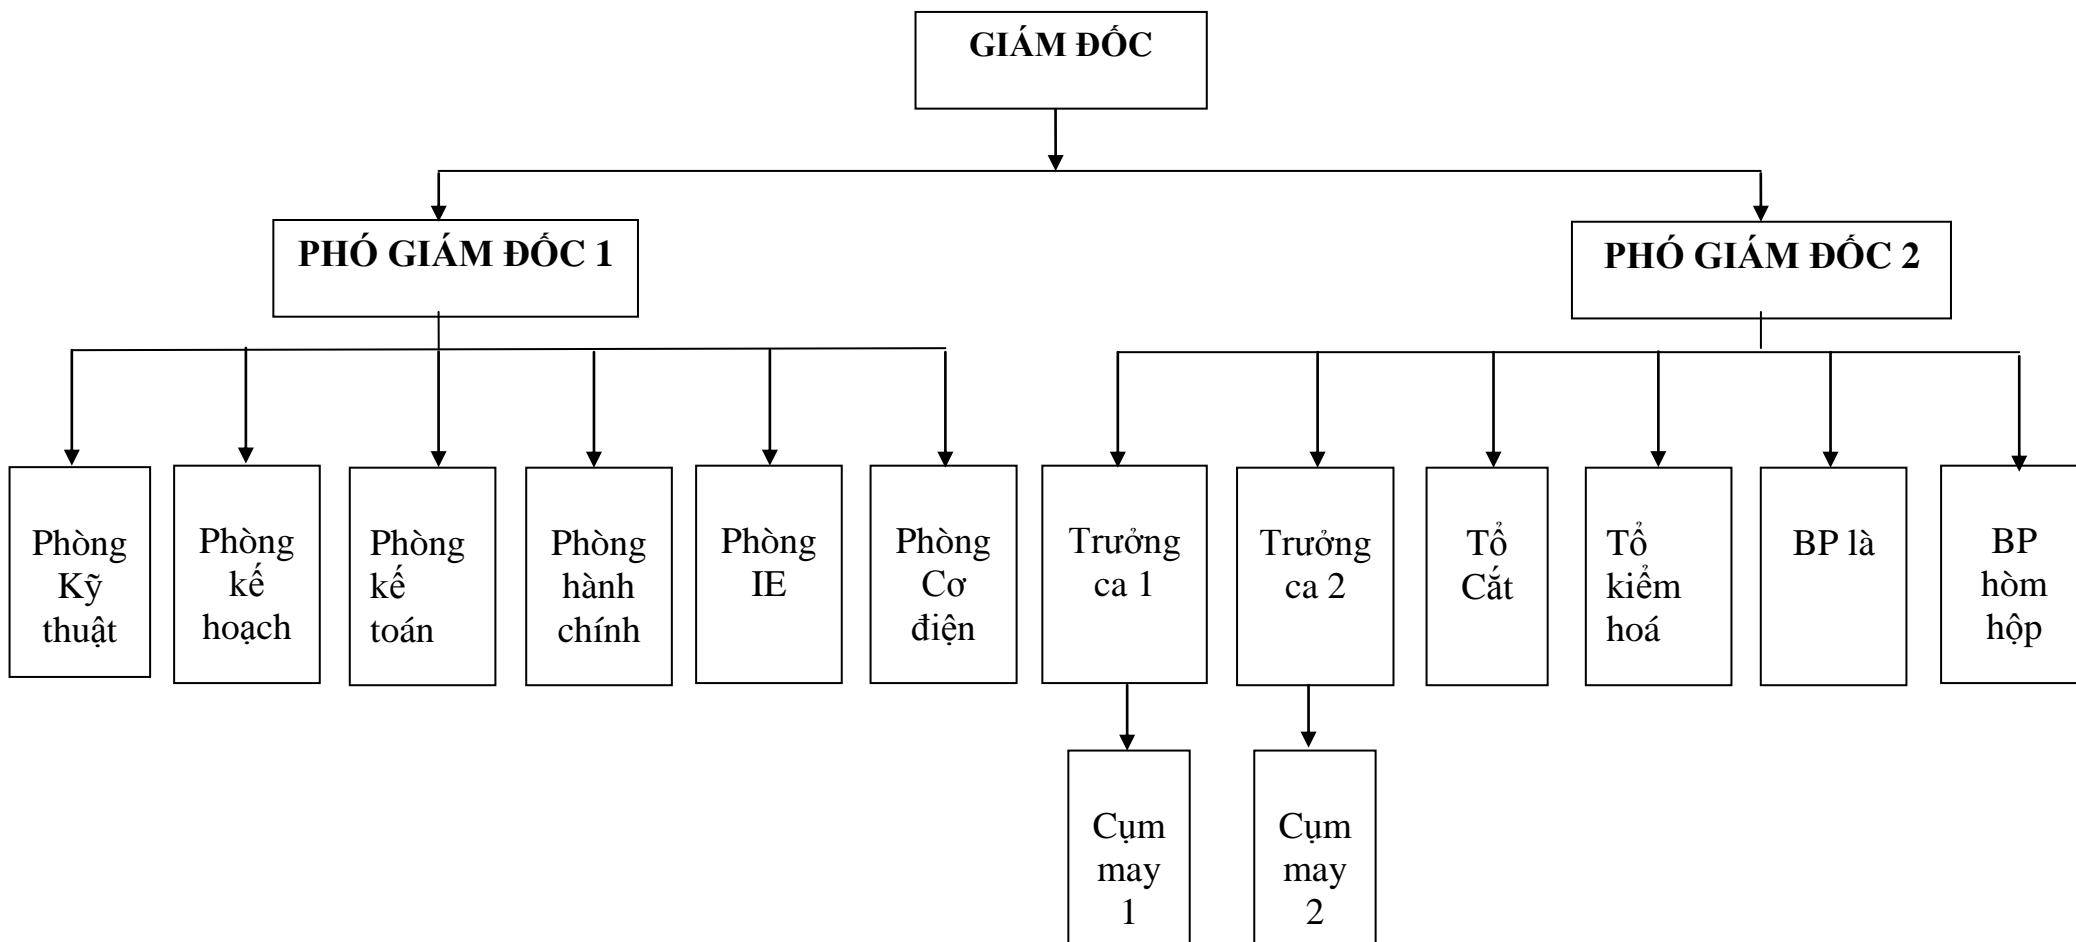 GIÁM ĐỐC
PHÓ GIÁM ĐỐC 1
PHÓ GIÁM ĐỐC 2
Phòng
Kỹ
thuật
Phòng
kế
hoạch
Phòng
kế
toán
Phòng
hành
chính
Phòng
IE
Phòng
Cơ
điện
Trưởng
ca 1
Trưởng
ca 2
Tổ
Cắt
Tổ
kiểm
hoá
BP là
BP
hòm
hộp
Cụm
may
1
Cụm
may
2